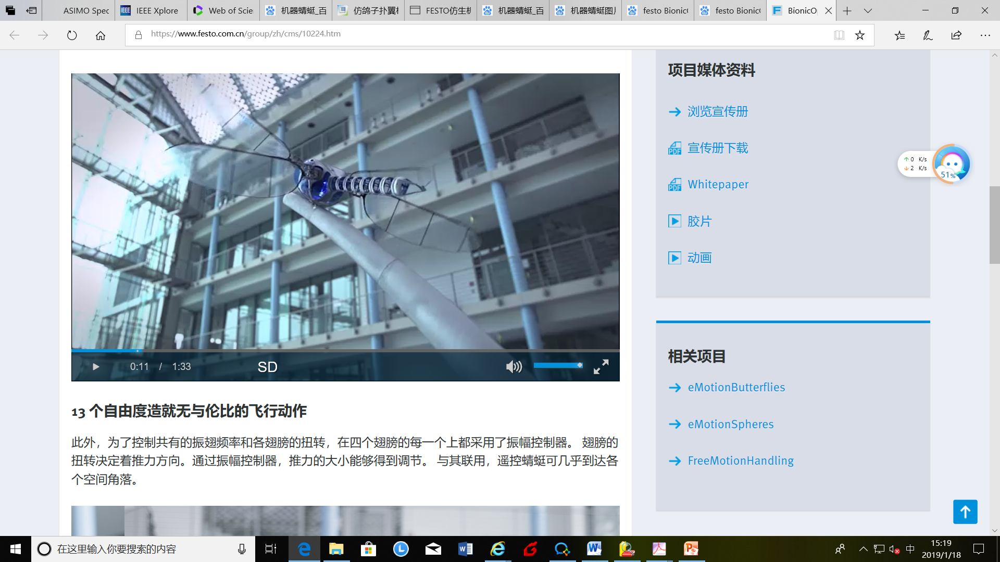 ASIMO Spec
IEEE Xplore
Web of Scie
机器蜻蜓_百
仿鸽子扑翼机
FESTO仿生机
机器蜻蜓_百
机器蜻蜓图片
festo Bionic
festo Bionic
BionicO
https://www.festo.com.cn/group/zh/cms/10224.htm
0:11 / 1:33
SD
13 个自由度造就无与伦比的飞行动作
此外，为了控制共有的振翅频率和各翅膀的扭转，在四个翅膀的每一个上都采用了振幅控制器。 翅膀的
扭转决定着推力方向。通过振幅控制器，推力的大小能够得到调节。 与其联用，遥控蜻蜓可几乎到达各
个空间角落。
项目媒体资料
浏览宣传册
PDF 宣传册下载
PDF Whitepaper
胶片
动画
0 K/s
2 K/s
51%
相关项目
eMotionButterflies
eMotionSpheres
FreeMotionHandling
在这里输入你要搜索的内容
中
15:19
2019/1/18